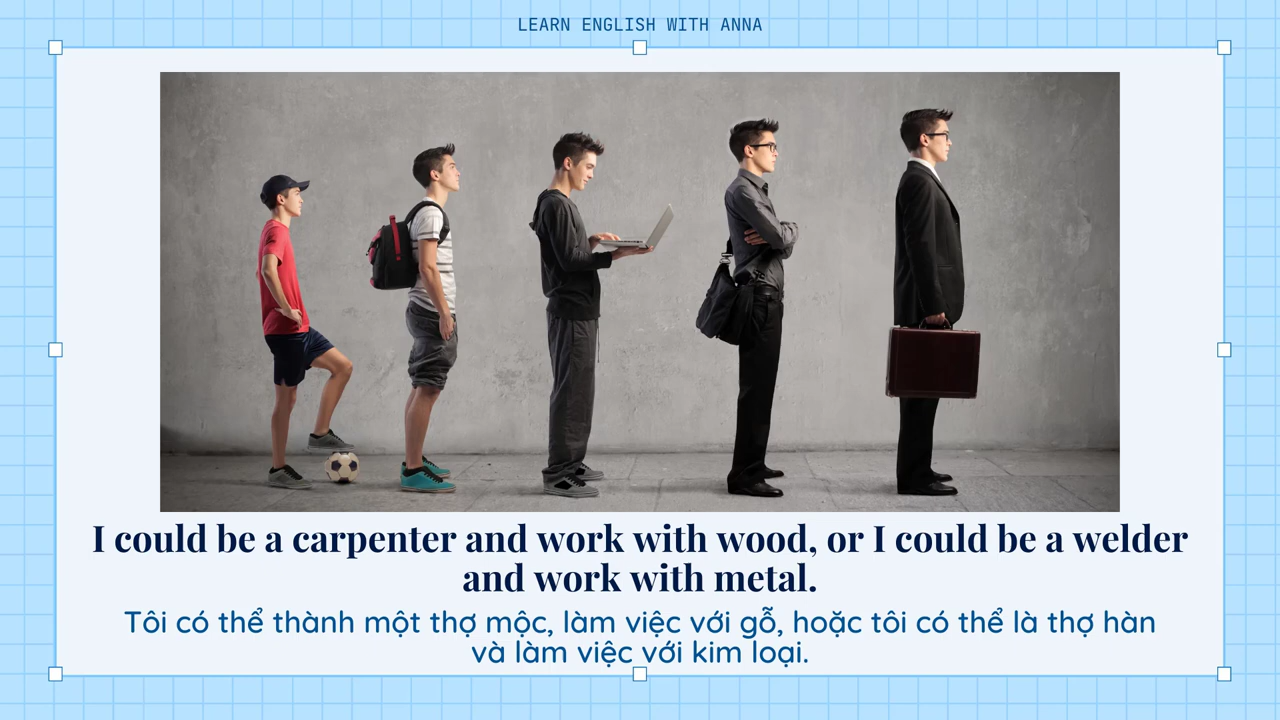 LEARN ENGLISH WITH ANNA
I could be a carpenter and work with wood, or I could be a welder
and work with metal.
Tôi có thể thành một thợ mộc, làm việc với gỗ, hoặc tôi có thể là thợ hàn
và làm việc với kim loại.